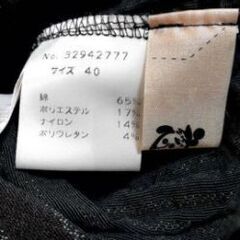 No. 52942777
サイズ 40
綿 65%
ポリエステル 17%
ナイロン 14%
ポリウレタン 4%